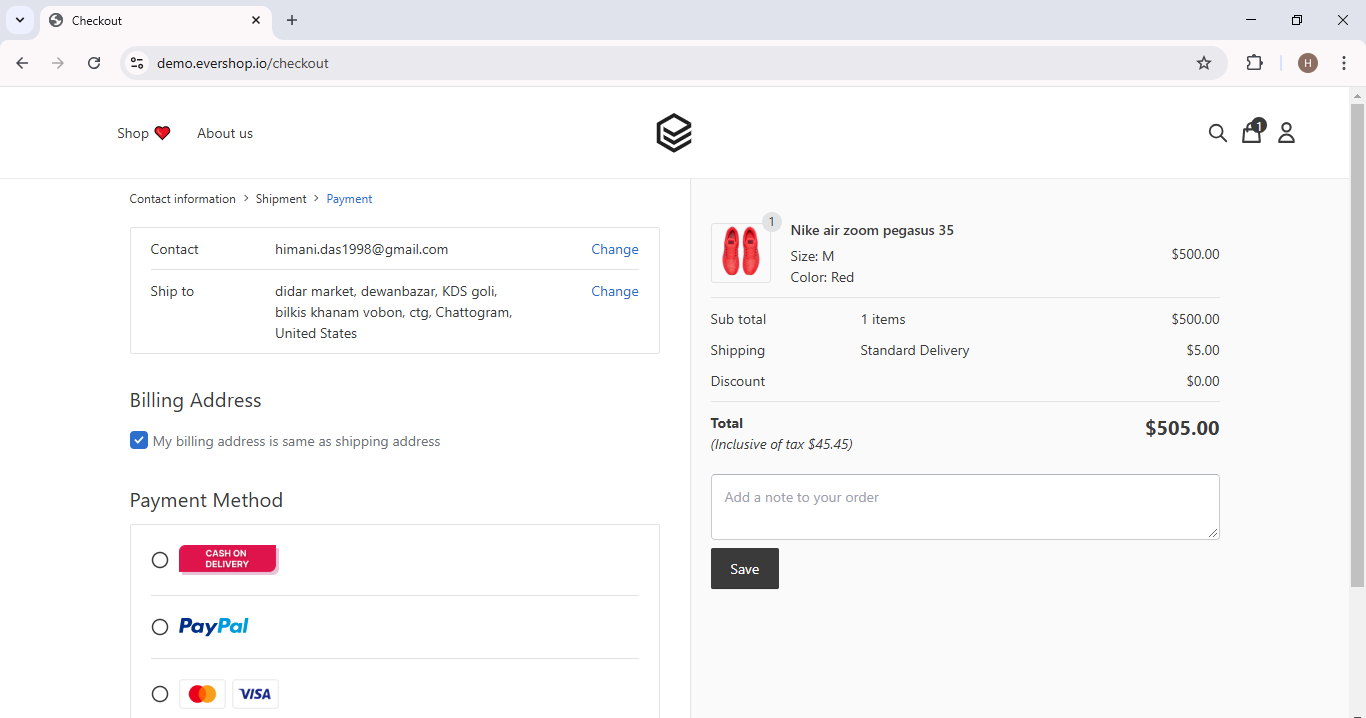 Checkout
demo.evershop.io/checkout
H
Shop
About us
1
Contact information
Shipment
Payment
Contact
himani.das1998@gmail.com
Change
Ship to
didar market, dewanbazar, KDS goli,
bilkis khanam vobon, ctg, Chattogram,
United States
Change
Billing Address
My billing address is same as shipping address
Payment Method
CASH ON
DELIVERY
PayPal
VISA
1
Nike air zoom pegasus 35
Size: M
Color: Red
$500.00
Sub total 1 items $500.00
Shipping Standard Delivery $5.00
Discount $0.00
Total $505.00
(Inclusive of tax $45.45)
Add a note to your order
Save